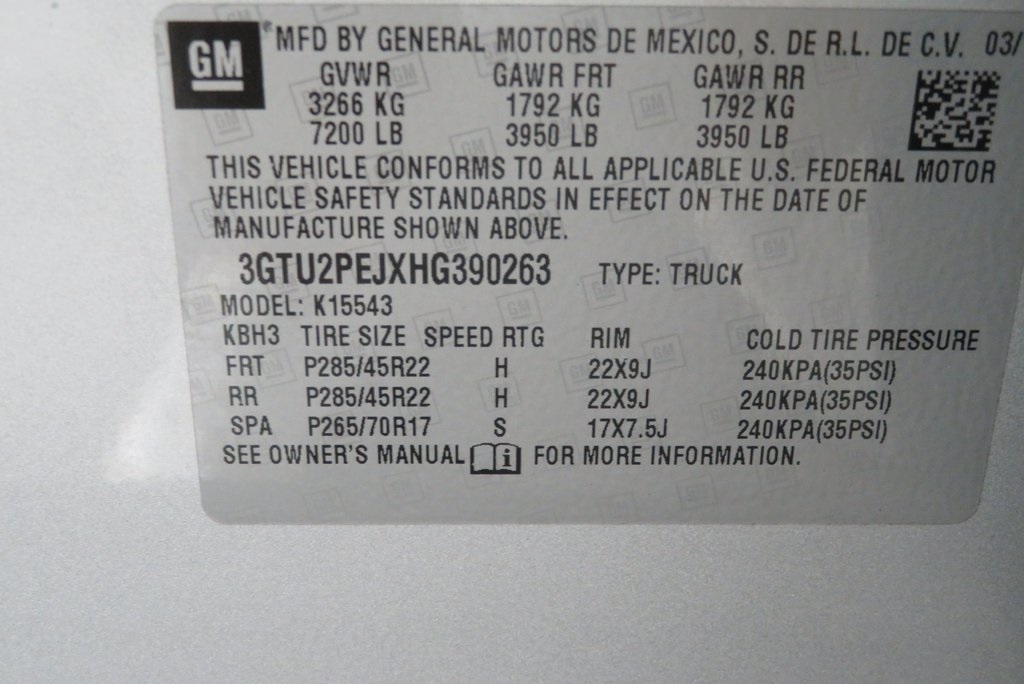 GM
MFD BY GENERAL MOTORS DE MEXICO, S. DE R.L. DE C.V. 03/
GVWR GAWR FRT GAWR RR
3266 KG 1792 KG 1792 KG
7200 LB 3950 LB 3950 LB
THIS VEHICLE CONFORMS TO ALL APPLICABLE U.S. FEDERAL MOTOR
VEHICLE SAFETY STANDARDS IN EFFECT ON THE DATE OF
MANUFACTURE SHOWN ABOVE.
3GTU2PEJXHG390263 TYPE: TRUCK
MODEL: K15543
KBH3 TIRE SIZE SPEED RTG RIM COLD TIRE PRESSURE
FRT P285/45R22 H 22X9J 240KPA(35PSI)
RR P285/45R22 H 22X9J 240KPA(35PSI)
SPA P265/70R17 S 17X7.5J 240KPA(35PSI)
SEE OWNER'S MANUAL i FOR MORE INFORMATION.